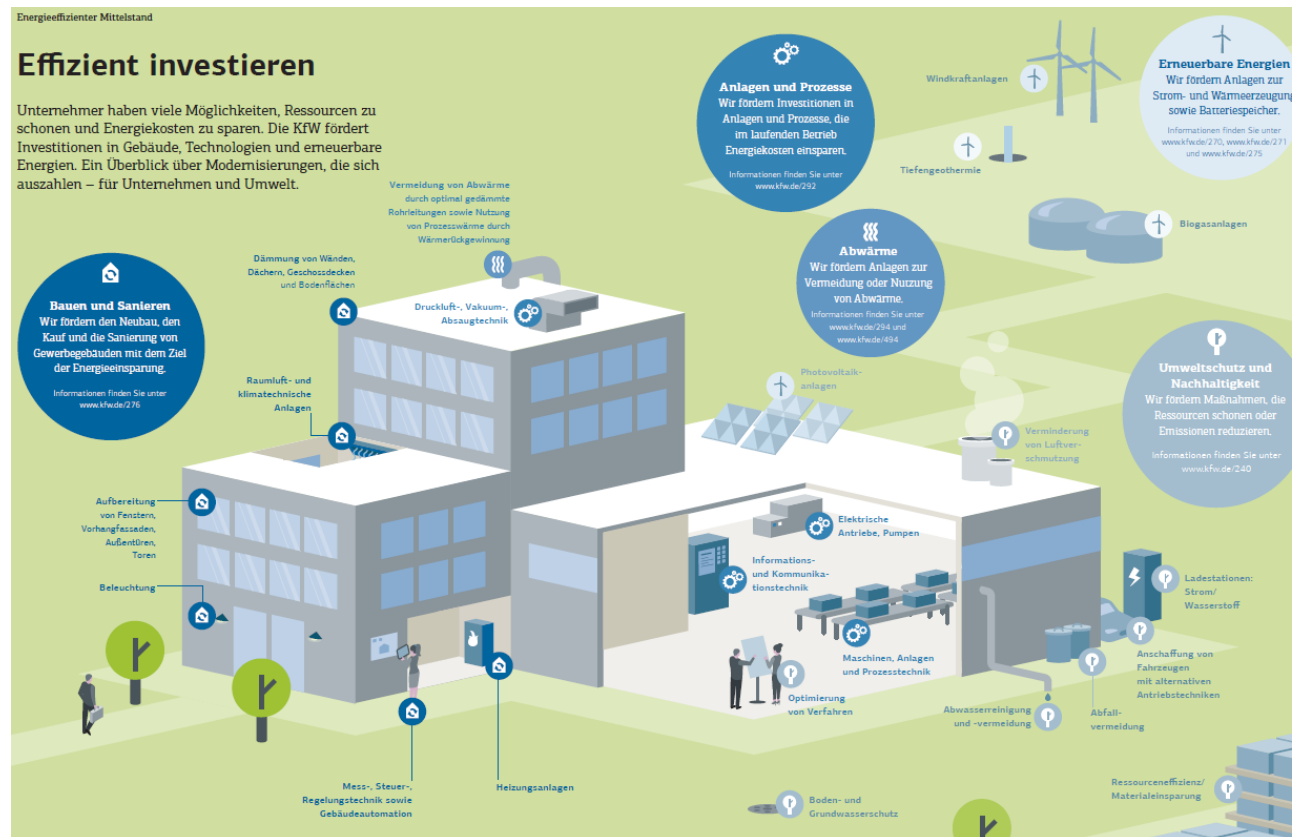 Energieeffizienter Mittelstand
Effizient investieren
Unternehmer haben viele Möglichkeiten, Ressourcen zu
schonen und Energiekosten zu sparen. Die KfW fördert
Investitionen in Gebäude, Technologien und erneuerbare
Energien. Ein Überblick über Modernisierungen, die sich
auszahlen – für Unternehmen und Umwelt.
Bauen und Sanieren
Wir fördern den Neubau, den
Kauf und die Sanierung von
Gewerbegebäuden mit dem Ziel
der Energieeinsparung.
Informationen finden Sie unter
www.kfw.de/276
Anlagen und Prozesse
Wir fördern Investitionen in
Anlagen und Prozesse, die
im laufenden Betrieb
Energiekosten einsparen.
Informationen finden Sie unter
www.kfw.de/292
Erneuerbare Energien
Wir fördern Anlagen zur
Strom- und Wärmeerzeugung
sowie Batteriespeicher.
Informationen finden Sie unter
www.kfw.de/270, www.kfw.de/271
und www.kfw.de/275
Abwärme
Wir fördern Anlagen zur
Vermeidung oder Nutzung
von Abwärme.
Informationen finden Sie unter
www.kfw.de/294 und
www.kfw.de/494
Umweltschutz und
Nachhaltigkeit
Wir fördern Maßnahmen, die
Ressourcen schonen oder
Emissionen reduzieren.
Informationen finden Sie unter
www.kfw.de/240
Windkraftanlagen
Tiefengeothermie
Biogasanlagen
Vermeidung von Abwärme
durch optimal gedämmte
Rohrleitungen sowie Nutzung
von Prozesswärme durch
Wärmerückgewinnung
Dämmung von Wänden,
Dächern, Geschossdecken
und Bodenflächen
Druckluft-, Vakuum-,
Absaugtechnik
Raumluft- und
klimatechnische
Anlagen
Photovoltaik-
anlagen
Verminderung
von Luftver-
schmutzung
Aufbereitung
von Fenstern,
Vorhangfassaden,
Außentüren,
Toren
Beleuchtung
Elektrische
Antriebe, Pumpen
Informations-
und Kommunika-
tionstechnik
Maschinen, Anlagen
und Prozesstechnik
Optimierung
von Verfahren
Ladestationen:
Strom/
Wasserstoff
Anschaffung von
Fahrzeugen
mit alternativen
Antriebstechniken
Abwasserreinigung
und -vermeidung
Abfall-
vermeidung
Mess-, Steuer-,
Regelungstechnik sowie
Gebäudeautomation
Heizungsanlagen
Boden- und
Grundwasserschutz
Ressourceneffizienz/
Materialeinsparung